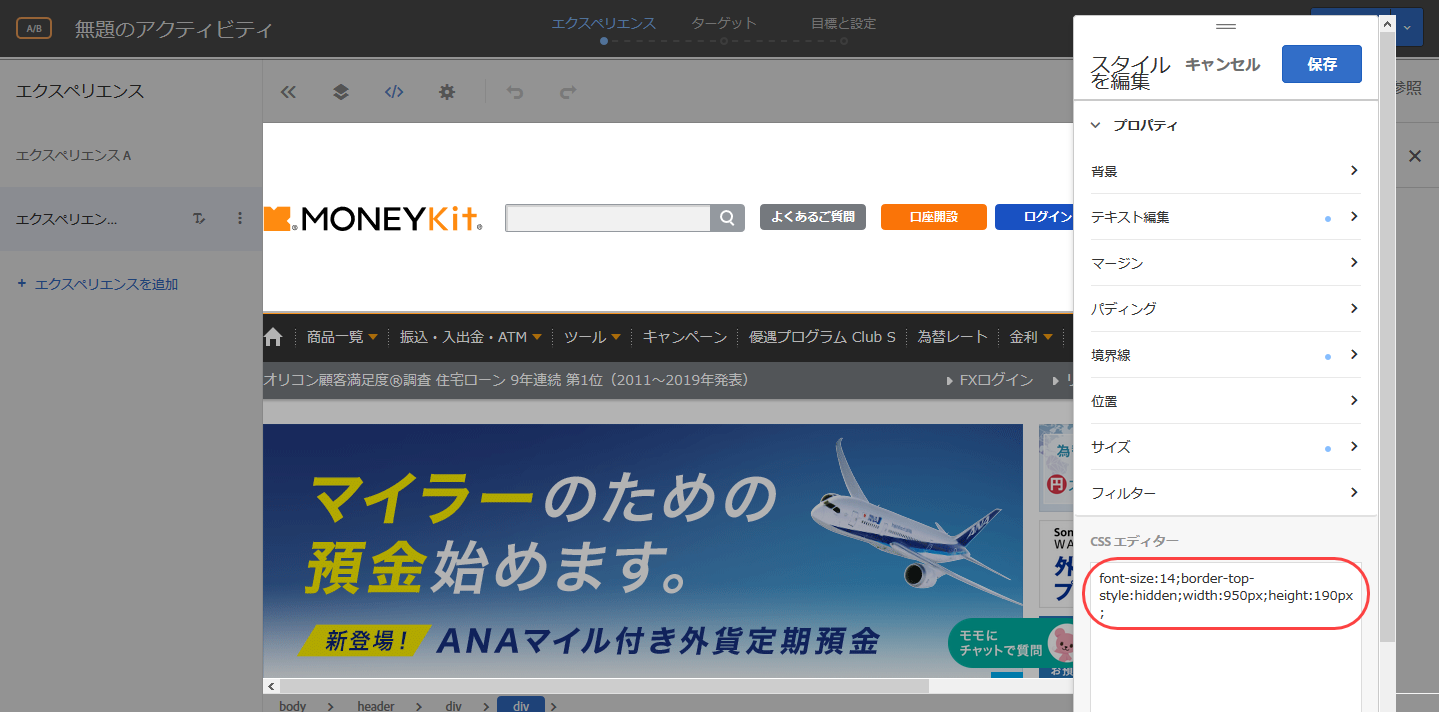 A/B
無題のアクティビティ
エクスペリエンス
ターゲット
目標と設定
エクスペリエンス
エクスペリエンス A
エクスペリエン...
+ エクスペリエンスを追加
参照
MONEYKit
よくあるご質問
口座開設
ログイン
商品一覧
振込・入出金・ATM
ツール
キャンペーン
優遇プログラム Club S
為替レート
金利
オリコン顧客満足度®調査 住宅ローン 9年連続 第1位（2011～2019年発表）
FXログイン
マイラーのための
預金始めます。
新登場！
ANAマイル付き外貨定期預金
為
円
Son
WA
外
プ
モモに
チャットで質問
お預
body
header
div
div
スタイル
を編集
キャンセル
保存
プロパティ
背景
テキスト編集
マージン
パディング
境界線
位置
サイズ
フィルター
CSS エディター
font-size:14;border-top-
style:hidden;width:950px;height:190px
;